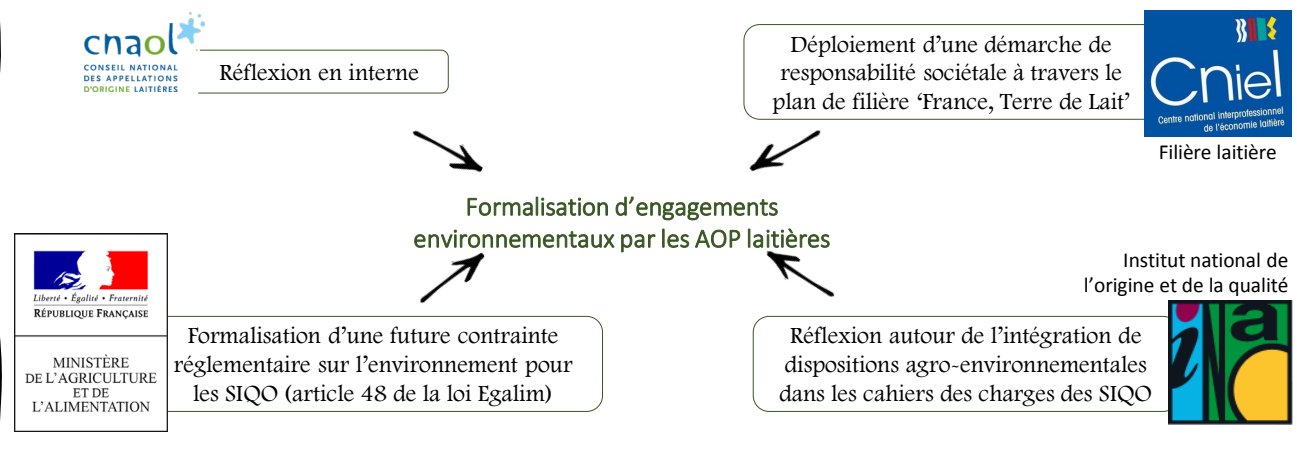 cnaol
CONSEIL NATIONAL
DES APPELLATIONS
D'ORIGINE LAITIÈRES
Réflexion en interne
Déploiement d'une démarche de
responsabilité sociétale à travers le
plan de filière 'France, Terre de Lait'
Cniel
Centre national interprofessionnel
de l'économie laitière
Filière laitière
Formalisation d'engagements
environnementaux par les AOP laitières
Liberté • Égalité • Fraternité
RÉPUBLIQUE FRANÇAISE
MINISTÈRE
DE L'AGRICULTURE
ET DE
L'ALIMENTATION
Formalisation d'une future contrainte
réglementaire sur l'environnement pour
les SIQO (article 48 de la loi Egalim)
Institut national de
l'origine et de la qualité
Réflexion autour de l'intégration de
dispositions agro-environnementales
dans les cahiers des charges des SIQO
iNaO